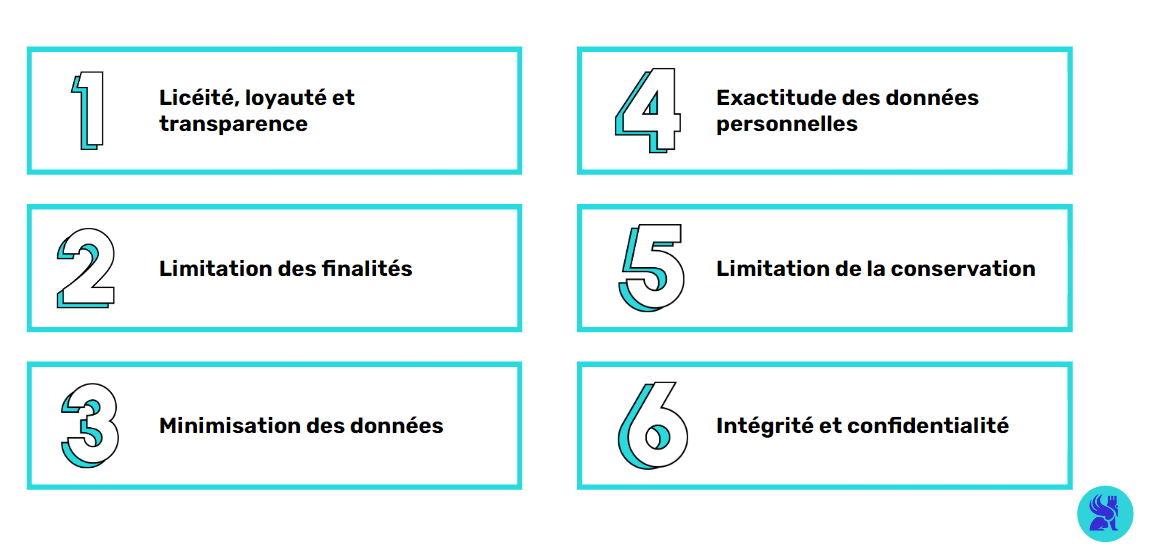 1
Licéité, loyauté et
transparence
2
Limitation des finalités
3
Minimisation des données
4
Exactitude des données
personnelles
5
Limitation de la conservation
6
Intégrité et confidentialité